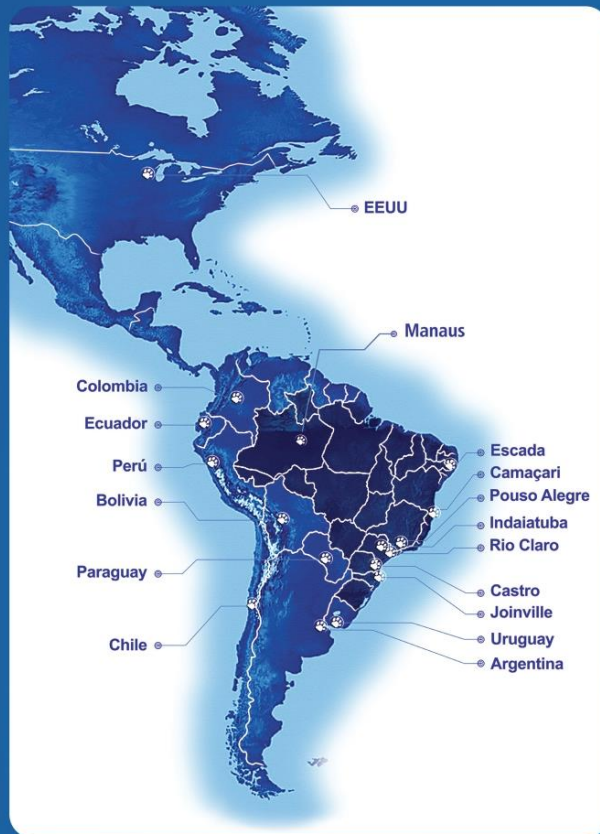 EEUU
Manaus
Colombia
Ecuador
Perú
Bolivia
Paraguay
Chile
Escada
Camaçari
Pouso Alegre
Indaiatuba
Rio Claro
Castro
Joinville
Uruguay
Argentina